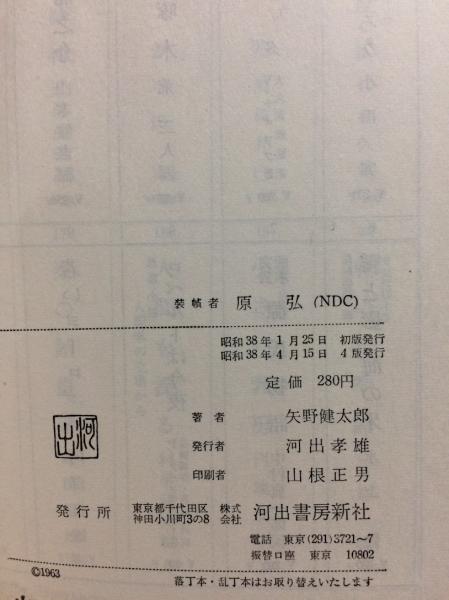 装幀者 原弘(NDC)
昭和38年1月25日 初版発行
昭和38年4月15日 4版発行
定価 280円
著者 矢野健太郎
発行者 河出孝雄
印刷者 山根正男
河出
発行所 東京都千代田区神田小川町3の8 株式会社 河出書房新社
電話 東京(291)3721~7
振替口座 東京 10802
©1963
落丁本・乱丁本はお取り替えいたします